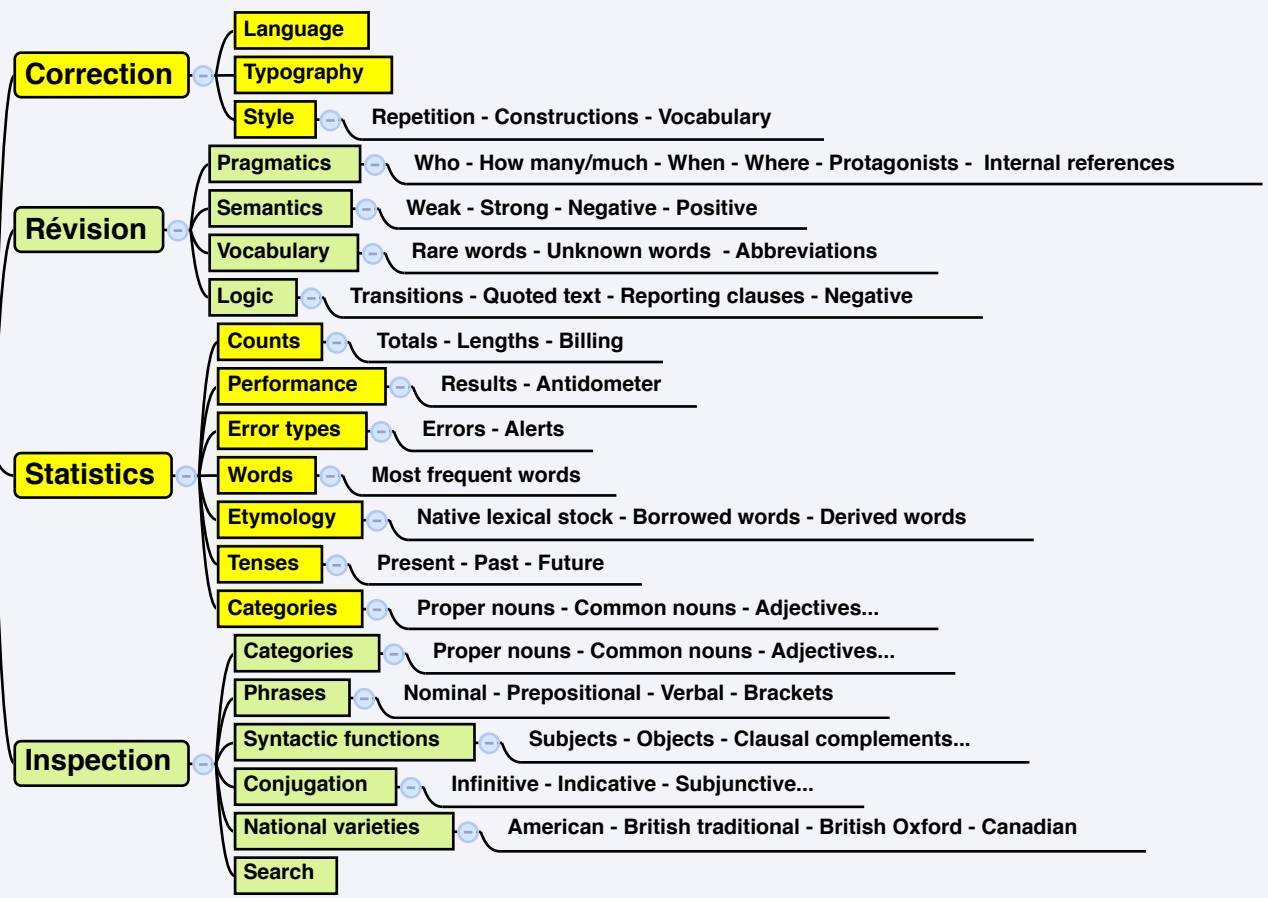 Correction
Language
Typography
Style
Repetition - Constructions - Vocabulary
Révision
Pragmatics
Who - How many/much - When - Where - Protagonists -  Internal references
Semantics
Weak - Strong - Negative - Positive
Vocabulary
Rare words - Unknown words  - Abbreviations
Logic
Transitions - Quoted text - Reporting clauses - Negative
Statistics
Counts
Totals - Lengths - Billing
Performance
Results - Antidometer
Error types
Errors - Alerts
Words
Most frequent words
Etymology
Native lexical stock - Borrowed words - Derived words
Tenses
Present - Past - Future
Categories
Proper nouns - Common nouns - Adjectives...
Inspection
Categories
Proper nouns - Common nouns - Adjectives...
Phrases
Nominal - Prepositional - Verbal - Brackets
Syntactic functions
Subjects - Objects - Clausal complements...
Conjugation
Infinitive - Indicative - Subjunctive...
National varieties
American - British traditional - British Oxford - Canadian
Search